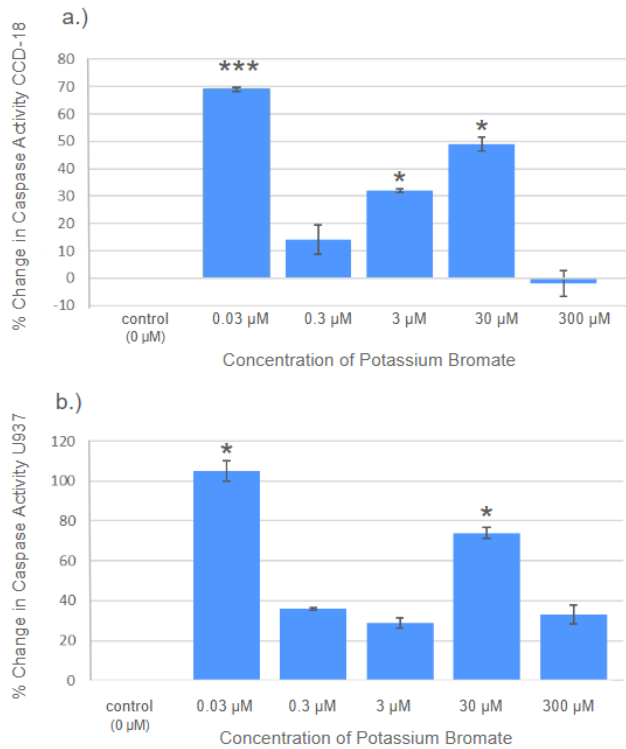 a.)
% Change in Caspase Activity CCD-18
80
70
60
50
40
30
20
10
0
-10
***
*
*
control
(0 µM)
0.03 µM
0.3 µM
3 µM
30 µM
300 µM
Concentration of Potassium Bromate
b.)
% Change in Caspase Activity U937
120
100
80
60
40
20
0
*
*
control
(0 µM)
0.03 µM
0.3 µM
3 µM
30 µM
300 µM
Concentration of Potassium Bromate